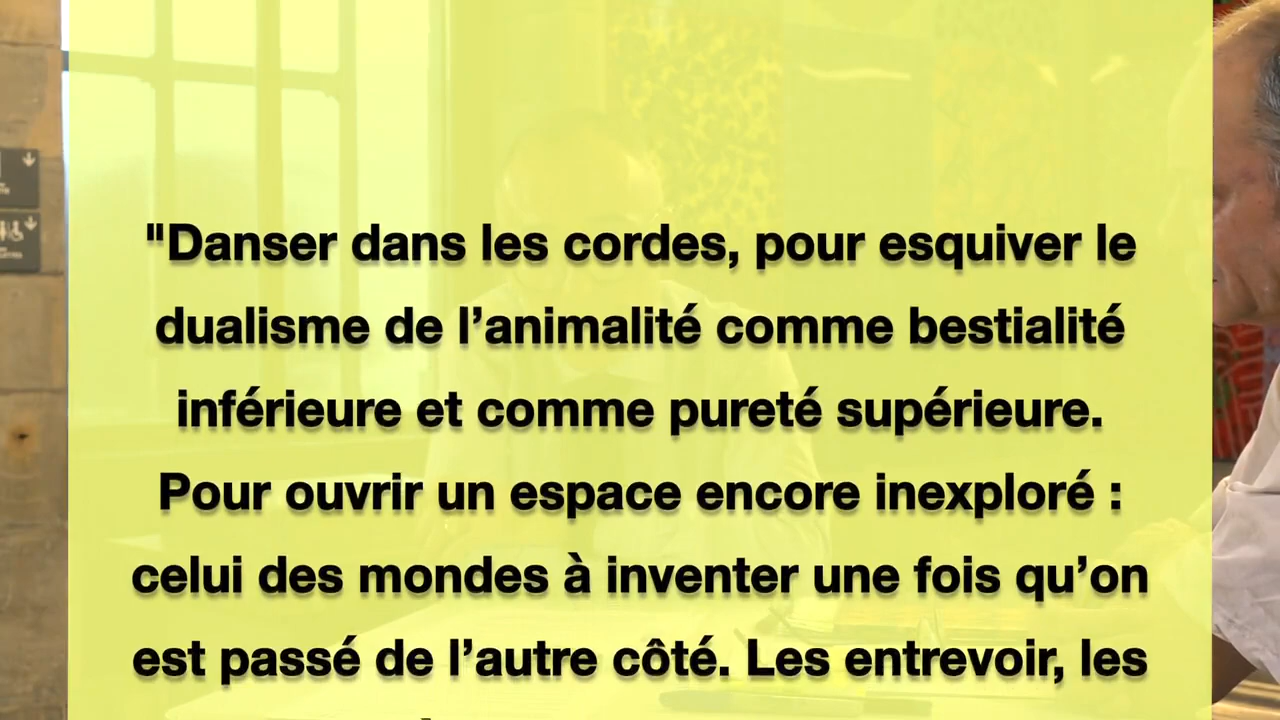 "Danser dans les cordes, pour esquiver le
dualisme de l’animalité comme bestialité
inférieure et comme pureté supérieure.
Pour ouvrir un espace encore inexploré :
celui des mondes à inventer une fois qu’on
est passé de l’autre côté. Les entrevoir, les